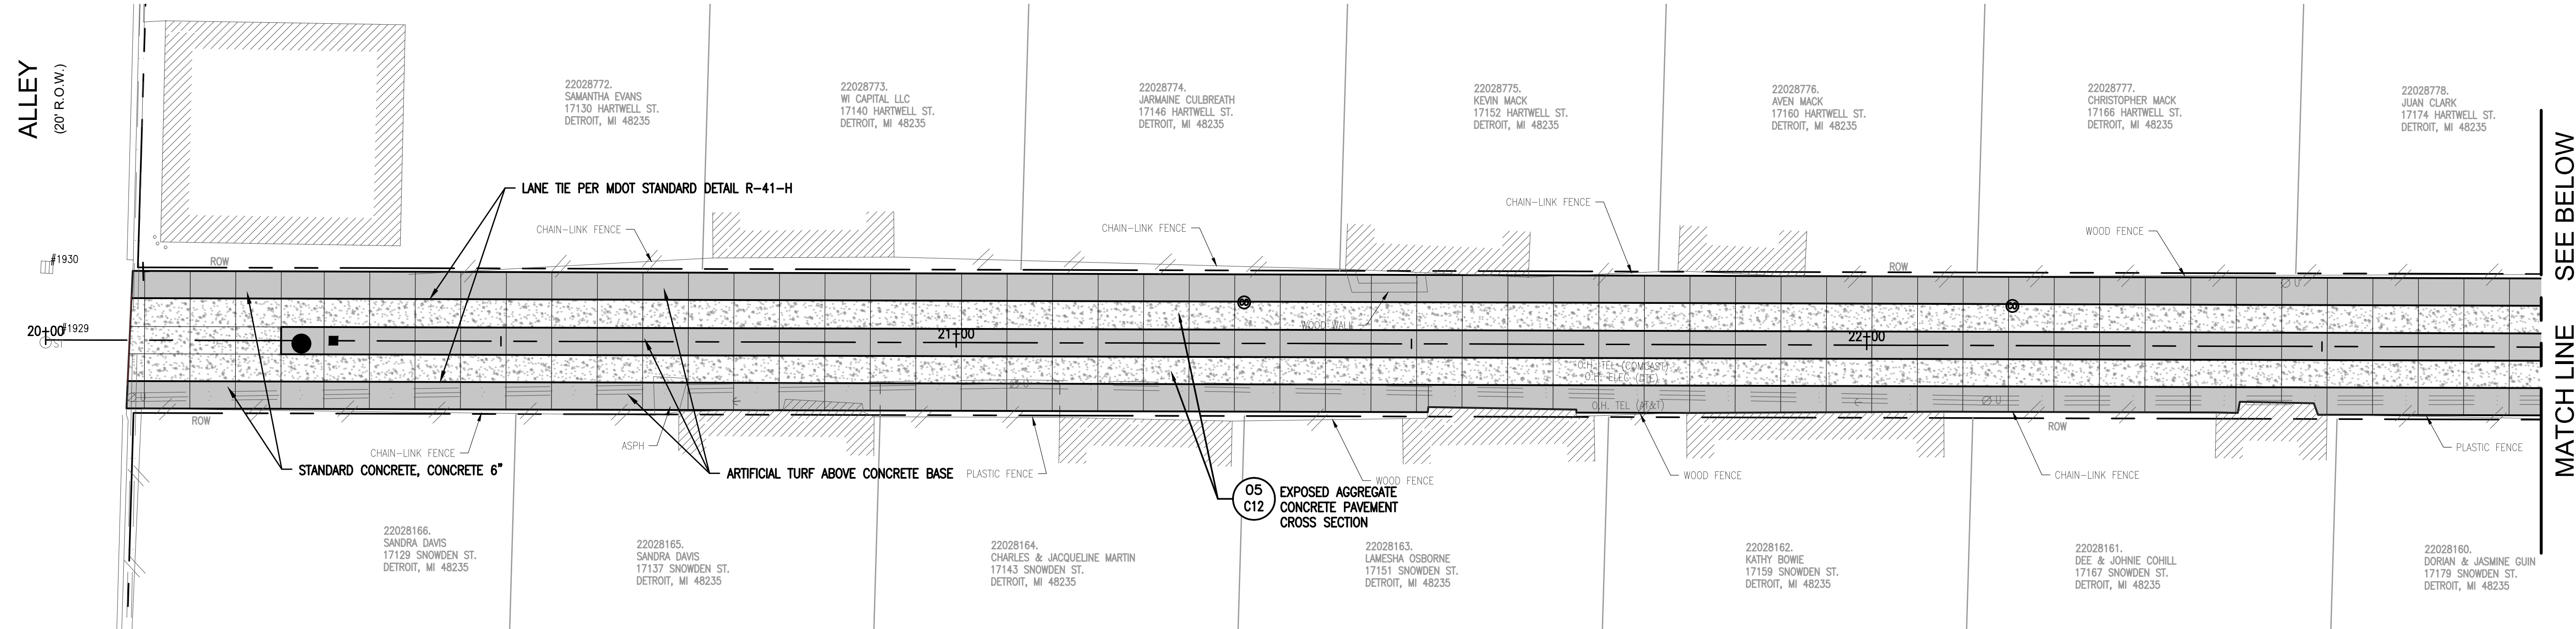 ALLEY
(20' R.O.W.)
22028772.
SAMANTHA EVANS
17130 HARTWELL ST.
DETROIT, MI 48235
22028773.
WI CAPITAL LLC
17140 HARTWELL ST.
DETROIT, MI 48235
22028774.
JARMAINE CULBREATH
17146 HARTWELL ST.
DETROIT, MI 48235
22028775.
KEVIN MACK
17152 HARTWELL ST.
DETROIT, MI 48235
22028776.
AVEN MACK
17160 HARTWELL ST.
DETROIT, MI 48235
22028777.
CHRISTOPHER MACK
17166 HARTWELL ST.
DETROIT, MI 48235
22028778.
JUAN CLARK
17174 HARTWELL ST.
DETROIT, MI 48235
LANE TIE PER MDOT STANDARD DETAIL R-41-H
CHAIN-LINK FENCE
CHAIN-LINK FENCE
CHAIN-LINK FENCE
WOOD FENCE
#1930
ROW
ROW
20+00
#1929
ST
21+00
WOOD WALK
22+00
U
O.H. TEL (COMCAST)
O.H. ELEC (DTE)
O.H. TEL (AT&T)
U
U
U
ROW
ROW
CHAIN-LINK FENCE
ASPH
PLASTIC FENCE
WOOD FENCE
WOOD FENCE
CHAIN-LINK FENCE
PLASTIC FENCE
STANDARD CONCRETE, CONCRETE 6"
ARTIFICIAL TURF ABOVE CONCRETE BASE
05
C12
EXPOSED AGGREGATE
CONCRETE PAVEMENT
CROSS SECTION
22028166.
SANDRA DAVIS
17129 SNOWDEN ST.
DETROIT, MI 48235
22028165.
SANDRA DAVIS
17137 SNOWDEN ST.
DETROIT, MI 48235
22028164.
CHARLES & JACQUELINE MARTIN
17143 SNOWDEN ST.
DETROIT, MI 48235
22028163.
LAMESHA OSBORNE
17151 SNOWDEN ST.
DETROIT, MI 48235
22028162.
KATHY BOWIE
17159 SNOWDEN ST.
DETROIT, MI 48235
22028161.
DEE & JOHNIE COHILL
17167 SNOWDEN ST.
DETROIT, MI 48235
22028160.
DORIAN & JASMINE GUIN
17179 SNOWDEN ST.
DETROIT, MI 48235
MATCH LINE SEE BELOW